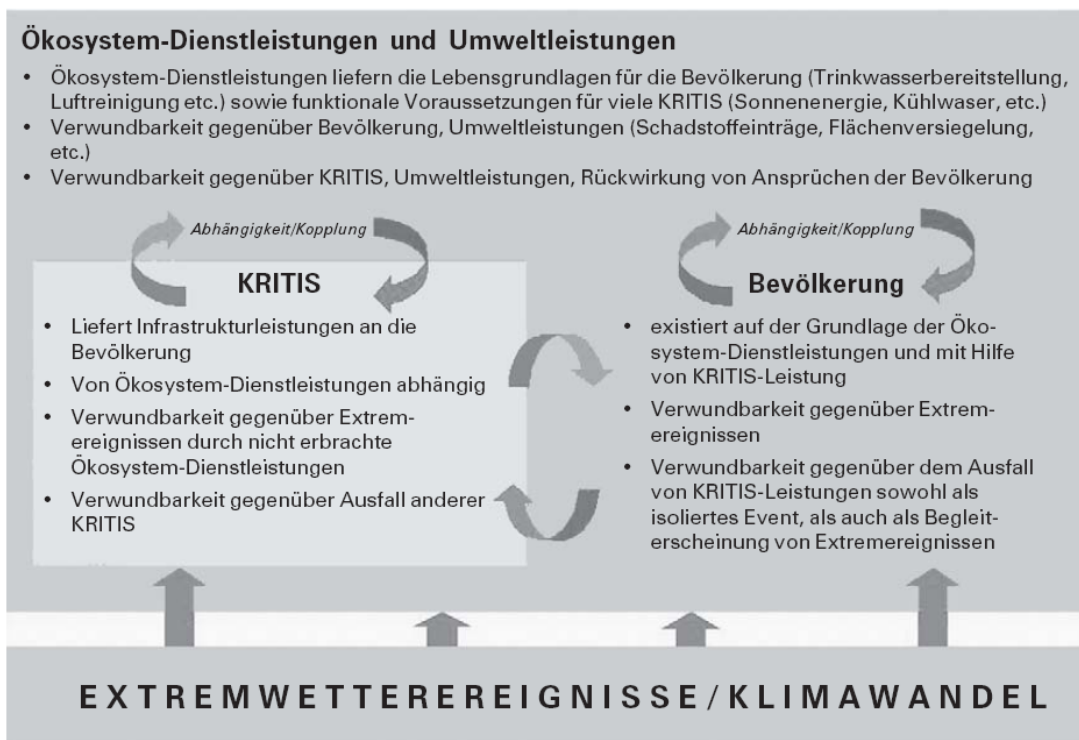 Ökosystem-Dienstleistungen und Umweltleistungen
• Ökosystem-Dienstleistungen liefern die Lebensgrundlagen für die Bevölkerung (Trinkwasserbereitstellung,
Luftreinigung etc.) sowie funktionale Voraussetzungen für viele KRITIS (Sonnenenergie, Kühlwaser, etc.)
• Verwundbarkeit gegenüber Bevölkerung, Umweltleistungen (Schadstoffeinträge, Flächenversiegelung,
etc.)
• Verwundbarkeit gegenüber KRITIS, Umweltleistungen, Rückwirkung von Ansprüchen der Bevölkerung
Abhängigkeit/Kopplung
KRITIS
• Liefert Infrastrukturleistungen an die
Bevölkerung
• Von Ökosystem-Dienstleistungen abhängig
• Verwundbarkeit gegenüber Extrem-
ereignissen durch nicht erbrachte
Ökosystem-Dienstleistungen
• Verwundbarkeit gegenüber Ausfall anderer
KRITIS
Abhängigkeit/Kopplung
Bevölkerung
• existiert auf der Grundlage der Öko-
system-Dienstleistungen und mit Hilfe
von KRITIS-Leistung
• Verwundbarkeit gegenüber Extrem-
ereignissen
• Verwundbarkeit gegenüber dem Ausfall
von KRITIS-Leistungen sowohl als
isoliertes Event, als auch als Begleit-
erscheinung von Extremereignissen
EXTREMWETTEREREIGNISSE/KLIMAWANDEL